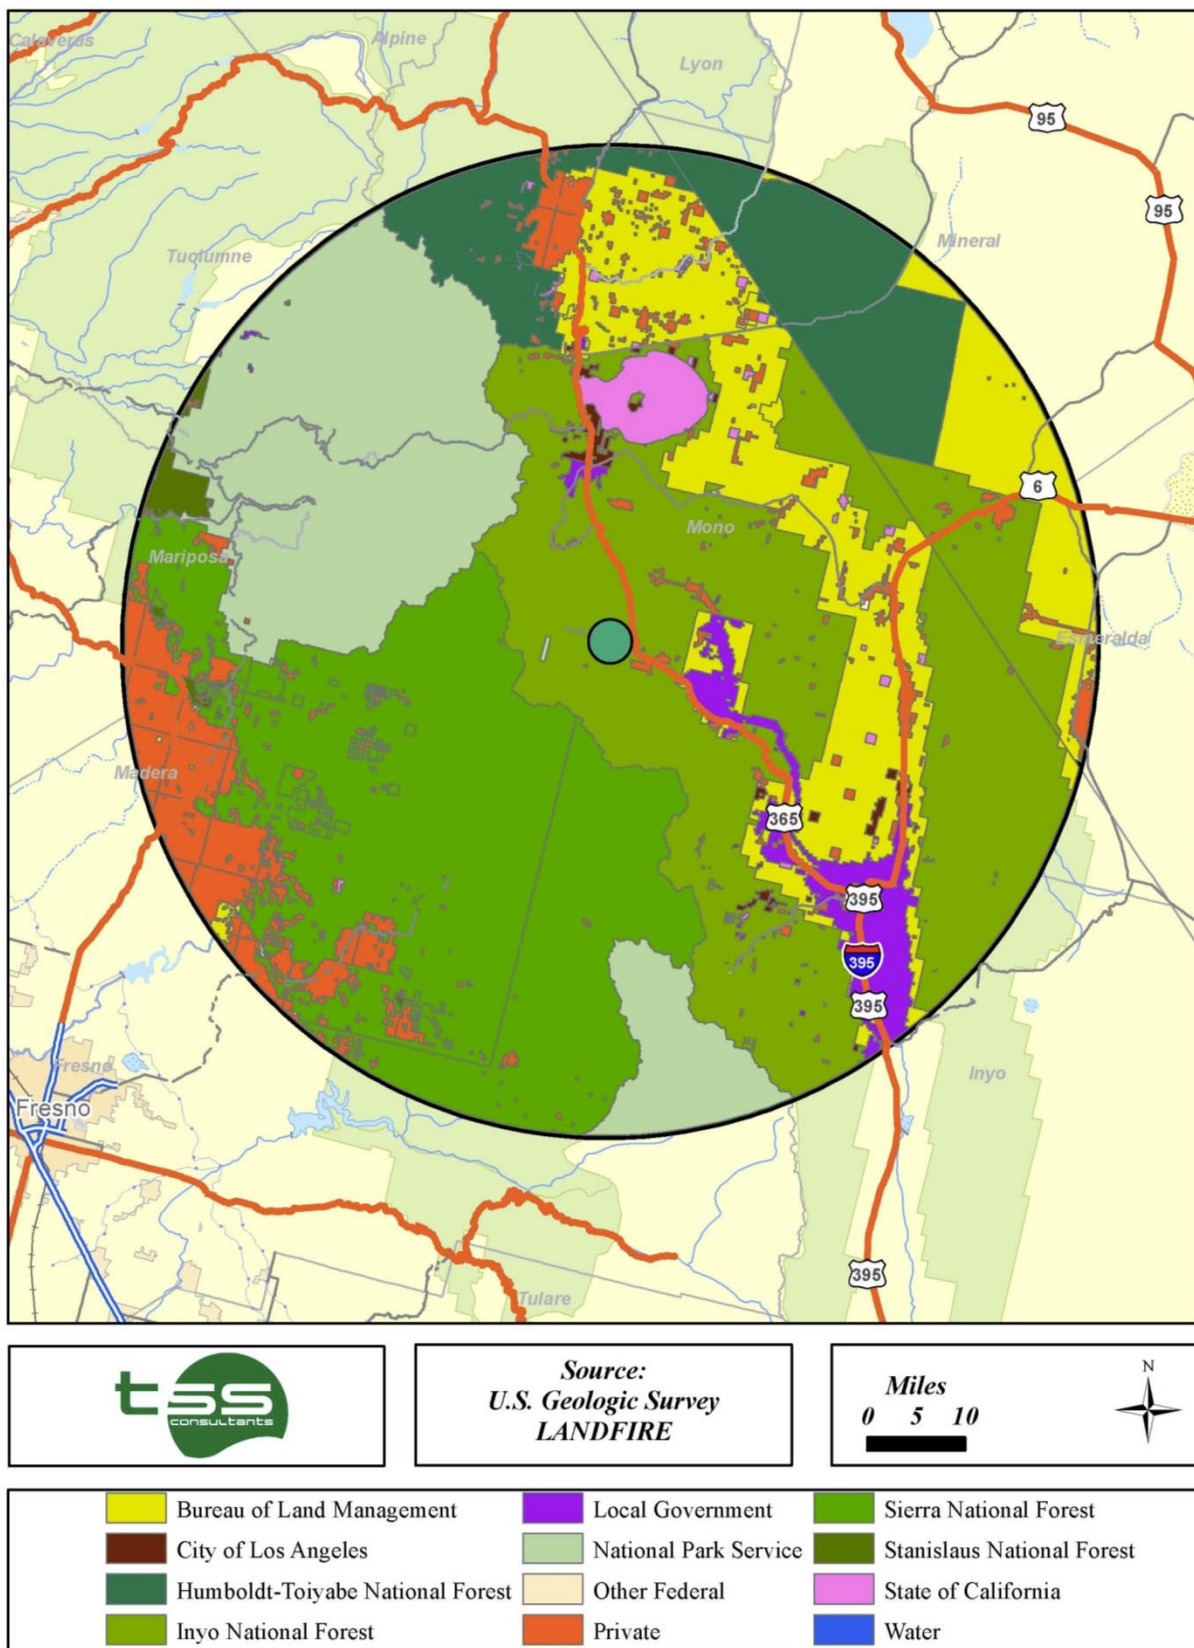 Calaveras
Alpine
Lyon
95
95
Tuolumne
Mineral
6
Mono
Mariposa
Esmeralda
Madera
365
395
395
395
Fresno
Inyo
Fresno
395
Tulare
tss
consultants
Source:
U.S. Geologic Survey
LANDFIRE
Miles
0 5 10
N
Bureau of Land Management
Local Government
Sierra National Forest
City of Los Angeles
National Park Service
Stanislaus National Forest
Humboldt-Toiyabe National Forest
Other Federal
State of California
Inyo National Forest
Private
Water